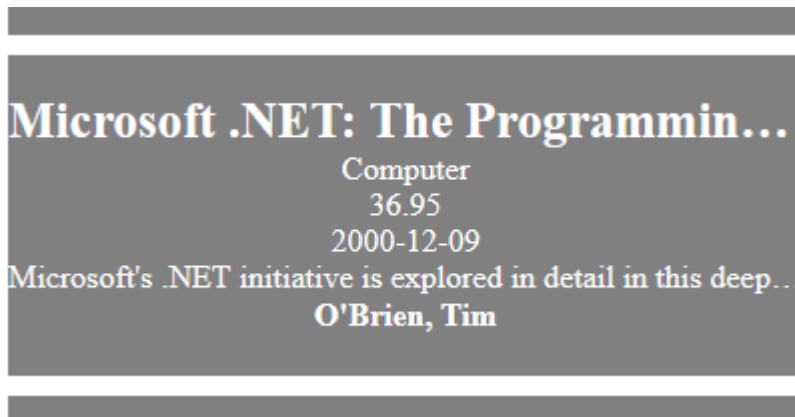 Microsoft .NET: The Programmin...
Computer
36.95
2000-12-09
Microsoft's .NET initiative is explored in detail in this deep...
O'Brien, Tim